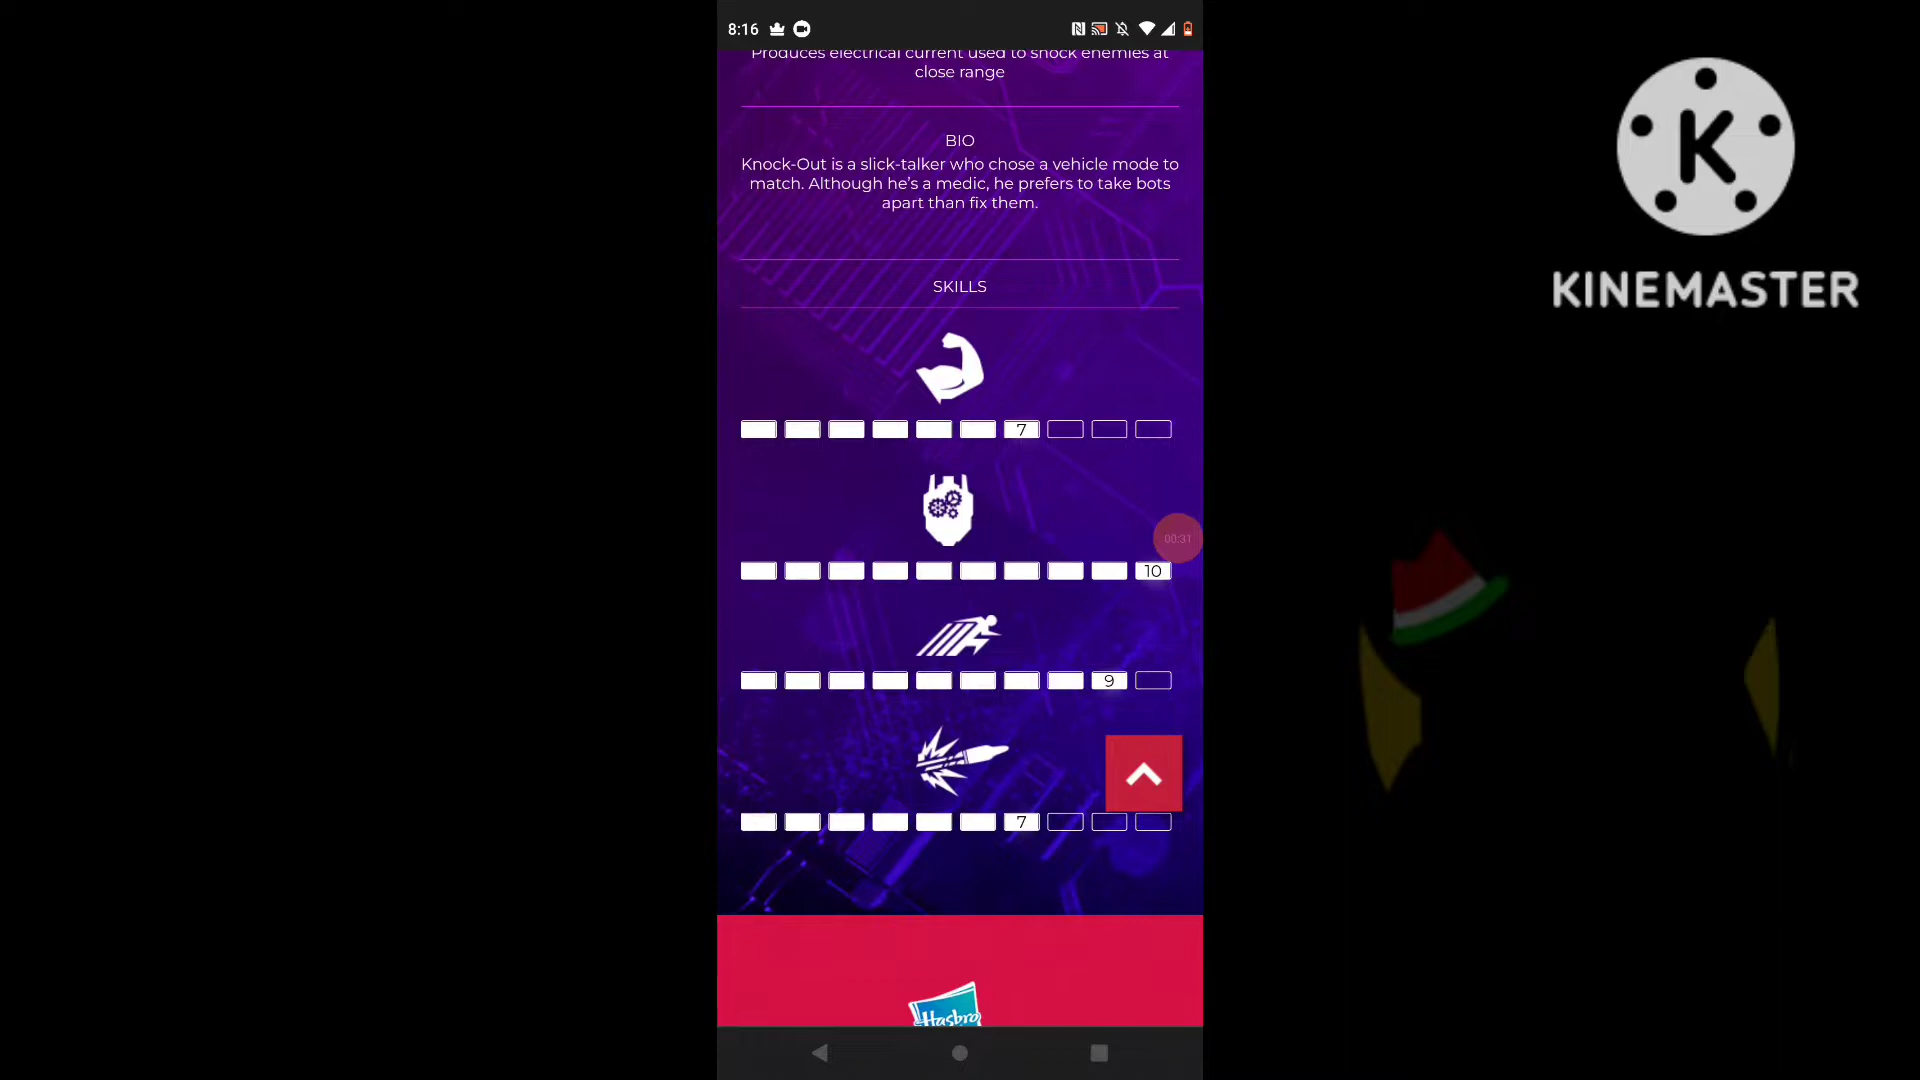 8:16
Produces electrical current used to shock enemies at
close range
BIO
Knock-Out is a slick-talker who chose a vehicle mode to
match. Although he's a medic, he prefers to take bots
apart than fix them.
SKILLS
7
00:31
10
9
7
Hasbro
K
KINEMASTER